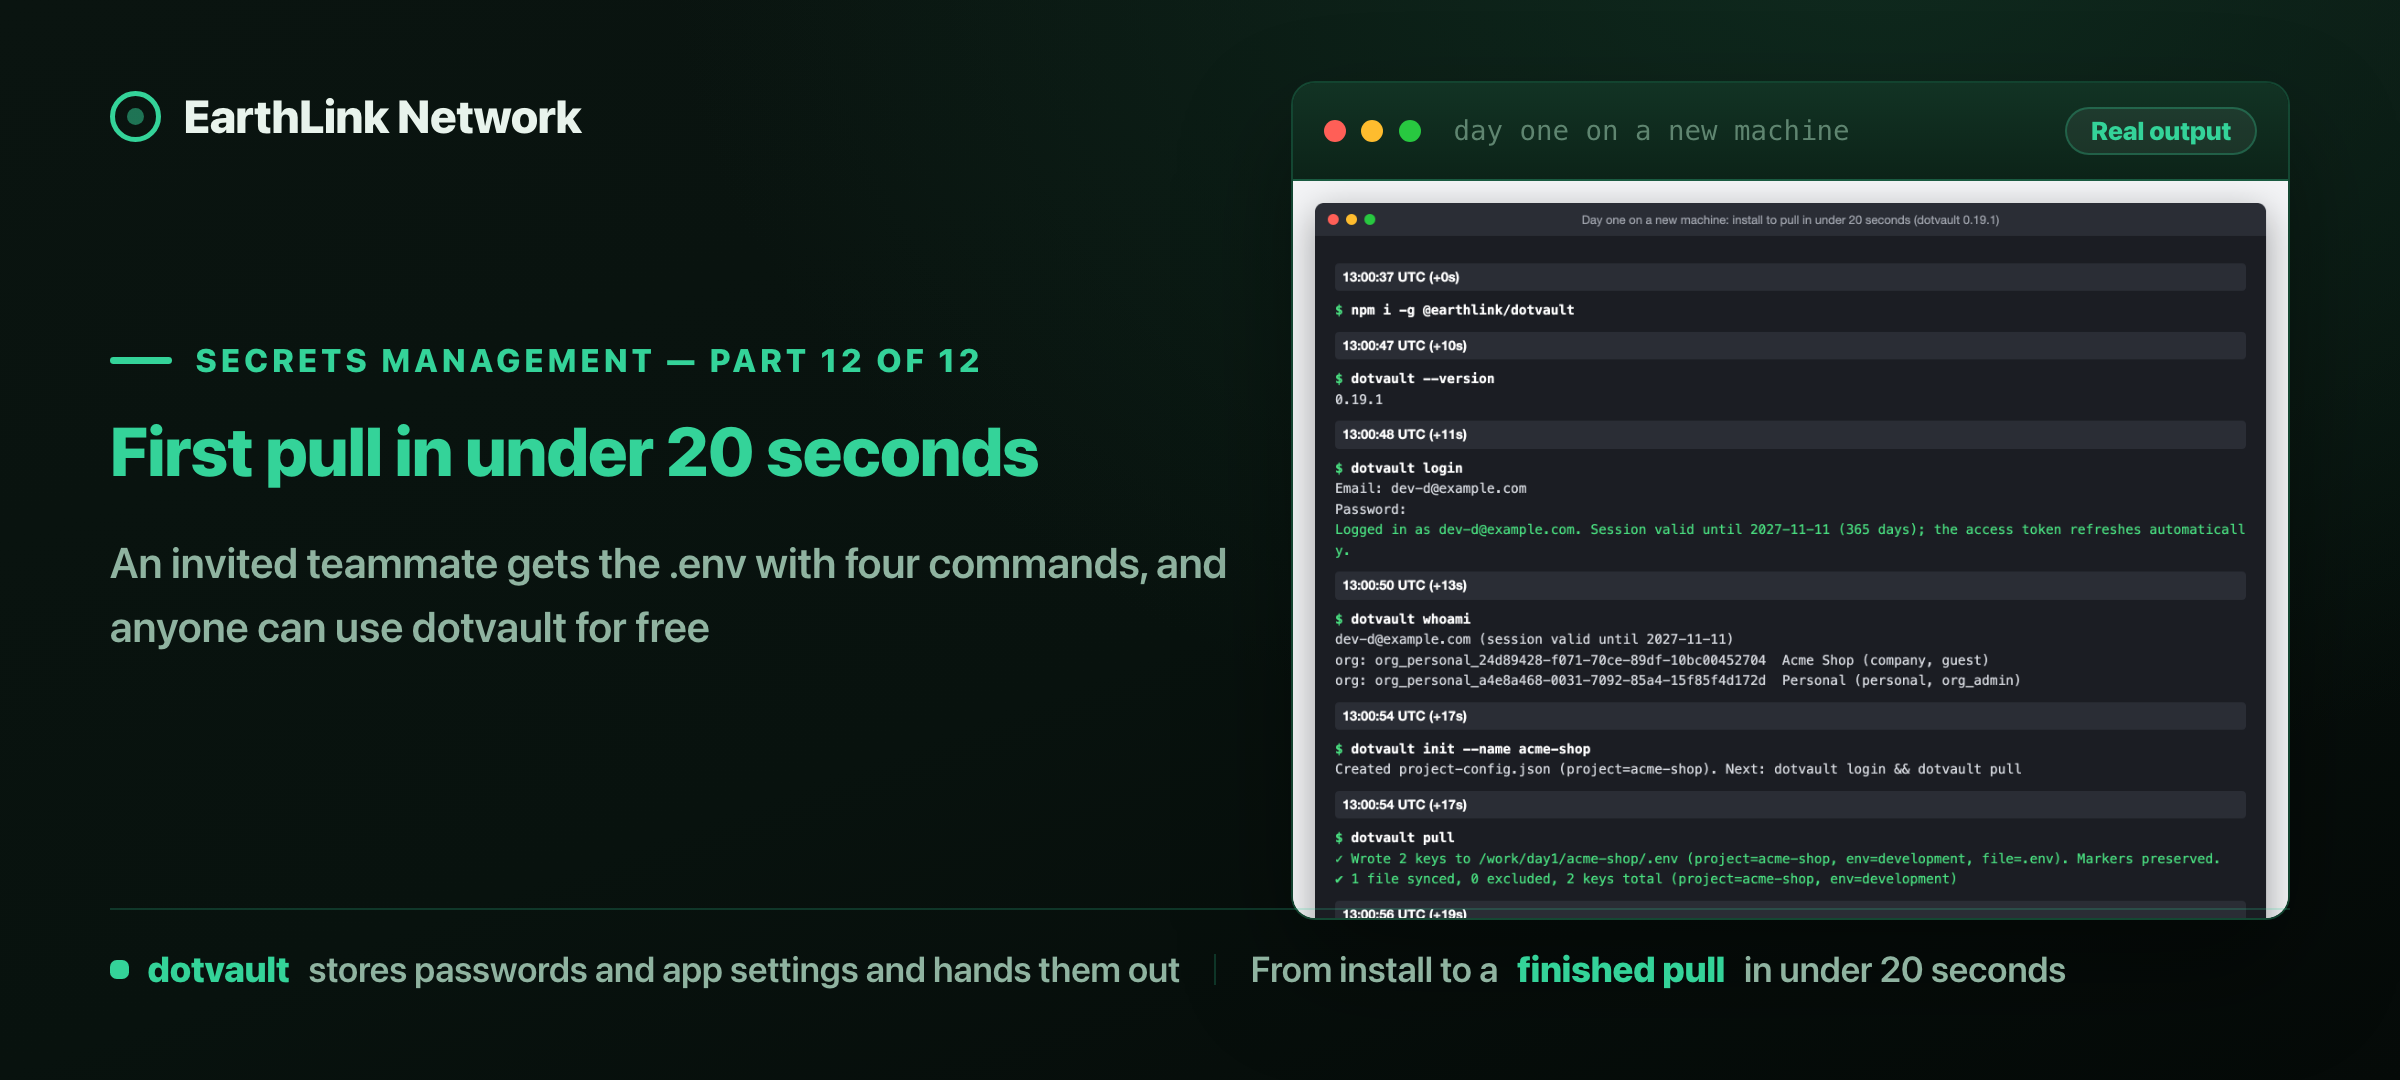 EarthLink Network
SECRETS MANAGEMENT — PART 12 OF 12
First pull in under 20 seconds
An invited teammate gets the .env with four commands, and
anyone can use dotvault for free
day one on a new machine
Real output
Day one on a new machine: install to pull in under 20 seconds (dotvault 0.19.1)
13:00:37 UTC (+0s)
$ npm i -g @earthlink/dotvault
13:00:47 UTC (+10s)
$ dotvault --version
0.19.1
13:00:48 UTC (+11s)
$ dotvault login
Email: dev-d@example.com
Password:
Logged in as dev-d@example.com. Session valid until 2027-11-11 (365 days); the access token refreshes automaticall
y.
13:00:50 UTC (+13s)
$ dotvault whoami
dev-d@example.com (session valid until 2027-11-11)
org: org_personal_24d89428-f071-70ce-89df-10bc00452704  Acme Shop (company, guest)
org: org_personal_a4e8a468-0031-7092-85a4-15f85f4d172d  Personal (personal, org_admin)
13:00:54 UTC (+17s)
$ dotvault init --name acme-shop
Created project-config.json (project=acme-shop). Next: dotvault login && dotvault pull
13:00:54 UTC (+17s)
$ dotvault pull
✓ Wrote 2 keys to /work/day1/acme-shop/.env (project=acme-shop, env=development, file=.env). Markers preserved.
✔ 1 file synced, 0 excluded, 2 keys total (project=acme-shop, env=development)
13:00:56 UTC (+19s)
dotvault stores passwords and app settings and hands them out
From install to a finished pull in under 20 seconds